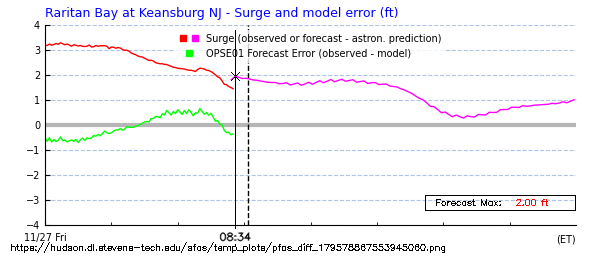 Raritan Bay at Keansburg NJ - Surge and model error (ft)
4
Surge (observed or forecast - astron. prediction)
3
OPSE01 Forecast Error (observed - model)
2
1
0
−1
−2
−3
Forecast Max: 2.00 ft
−4
11/27 Fri
08:34
(ET)
https://hudson.dl.stevens-tech.edu/sfas/temp_plots/pfos_diff_179578867553945060.png